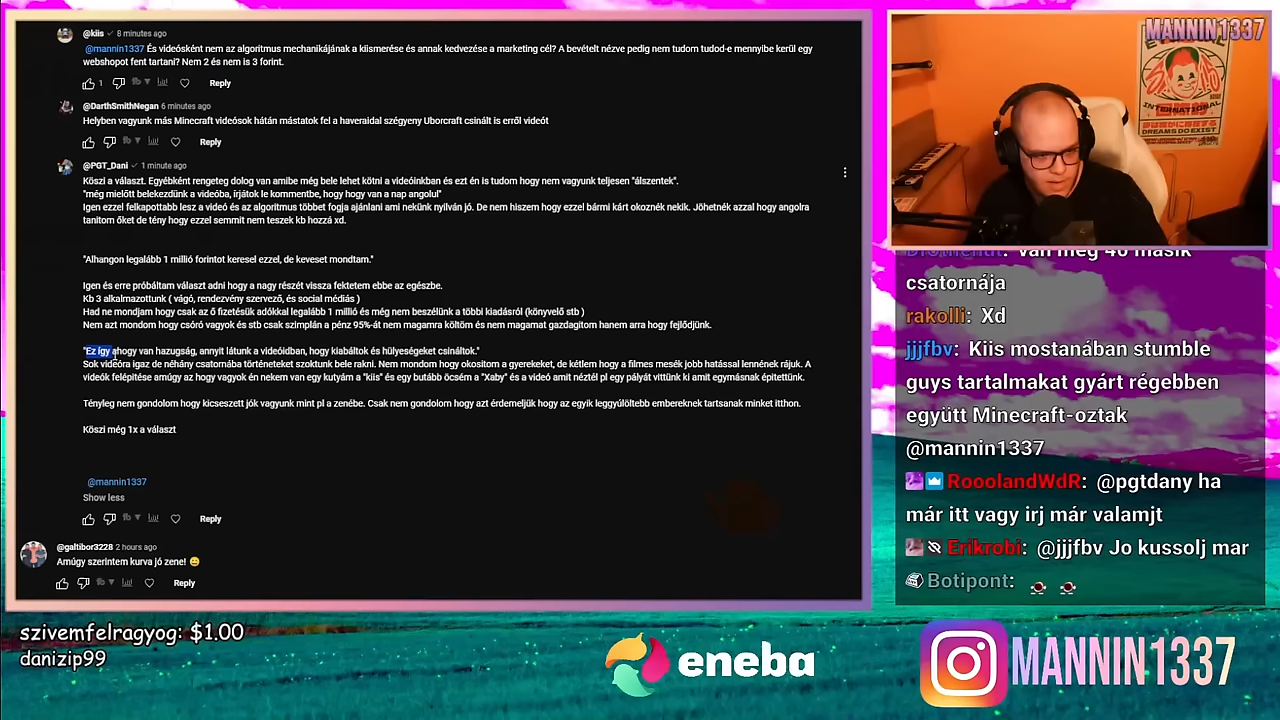 @kiis 8 minutes ago
@mannin1337 És videósként nem az algoritmus mechanikájának a kiismerése és annak kedvezése a marketing cél? A bevételt nézve pedig nem tudom tudod-e mennyibe kerül egy
webshopot fent tartani? Nem 2 és nem is 3 forint.
1 Reply
@DarthSmithNegan 6 minutes ago
Helyben vagyunk más Minecraft videósok hátán mástatok fel a haveraidal szégyeny Uborcraft csinált is erről videót
Reply
@PGT_Dani 1 minute ago
Köszi a választ. Egyébként rengeteg dolog van amibe még bele lehet kötni a videóinkban és ezt én is tudom hogy nem vagyunk teljesen "álszentek".
"még mielőtt belekezdünk a videóba, írjátok le kommentbe, hogy hogy van a nap angolul"
Igen ezzel felkapottabb lesz a videó és az algoritmus többet fogja ajánlani ami nekünk nyilván jó. De nem hiszem hogy ezzel bármi kárt okoznék nekik. Jöhetnék azzal hogy angolra
tanitom őket de tény hogy ezzel semmit nem teszek kb hozzá xd.
"Alhangon legalább 1 millió forintot keresel ezzel, de keveset mondtam."
Igen és erre próbáltam választ adni hogy a nagy részét vissza fektetem ebbe az egészbe.
Kb 3 alkalmazottunk ( vágó, rendezvény szervező, és social médiás )
Had ne mondjam hogy csak az ő fizetésük adókkal legalább 1 millió és még nem beszélünk a többi kiadásról (könyvelő stb )
Nem azt mondom hogy csóró vagyok és stb csak szimplán a pénz 95%-át nem magamra költöm és nem magamat gazdagitom hanem arra hogy fejlődjünk.
"Ez így ahogy van hazugság, annyit látunk a videóidban, hogy kiabáltok és hülyeségeket csináltok."
Sok videóra igaz de néhány csatornába történeteket szoktunk bele rakni. Nem mondom hogy okositom a gyerekeket, de kétlem hogy a filmes mesék jobb hatással lennének rájuk. A
videók felépitése amúgy az hogy vagyok én nekem van egy kutyám a "kiis" és egy butább öcsém a "Xaby" és a videó amit néztél pl egy pályát vittünk ki amit egymásnak épitettünk.
Tényleg nem gondolom hogy kicseszett jók vagyunk mint pl a zenébe. Csak nem gondolom hogy azt érdemeljük hogy az egyik leggyúlöltebb embereknek tartsanak minket itthon.
Köszi még 1x a választ
@mannin1337
Show less
Reply
@galtibor3228 2 hours ago
Amúgy szerintem kurva jó zene!
Reply
MANNIN1337
INTERNATIONAL
DREAMS DO EXIST
van még 40 másik
csatornája
rakolli: Xd
jjjfbv: Kiis mostanában stumble
guys tartalmakat gyárt régebben
együtt Minecraft-oztak
@mannin1337
RooolandWdR: @pgtdany ha
már itt vagy irj már valamjt
Erikrobi: @jjjfbv Jo kussolj mar
Botipont:
szivemfelragyog: $1.00
danizip99
eneba
MANNIN1337